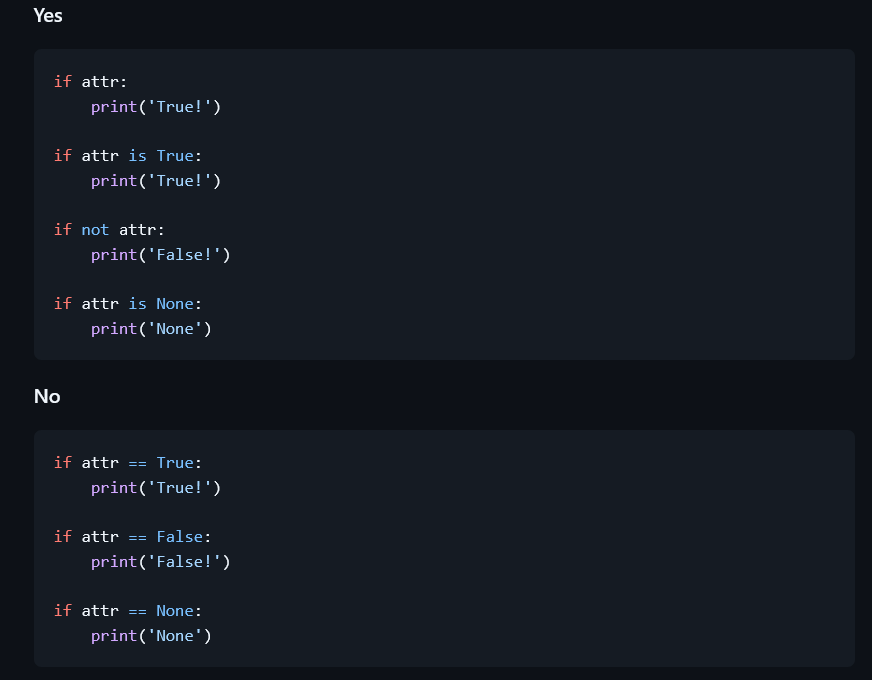 Yes
if attr:
    print('True!')
if attr is True:
    print('True!')
if not attr:
    print('False!')
if attr is None:
    print('None')
No
if attr == True:
    print('True!')
if attr == False:
    print('False!')
if attr == None:
    print('None')